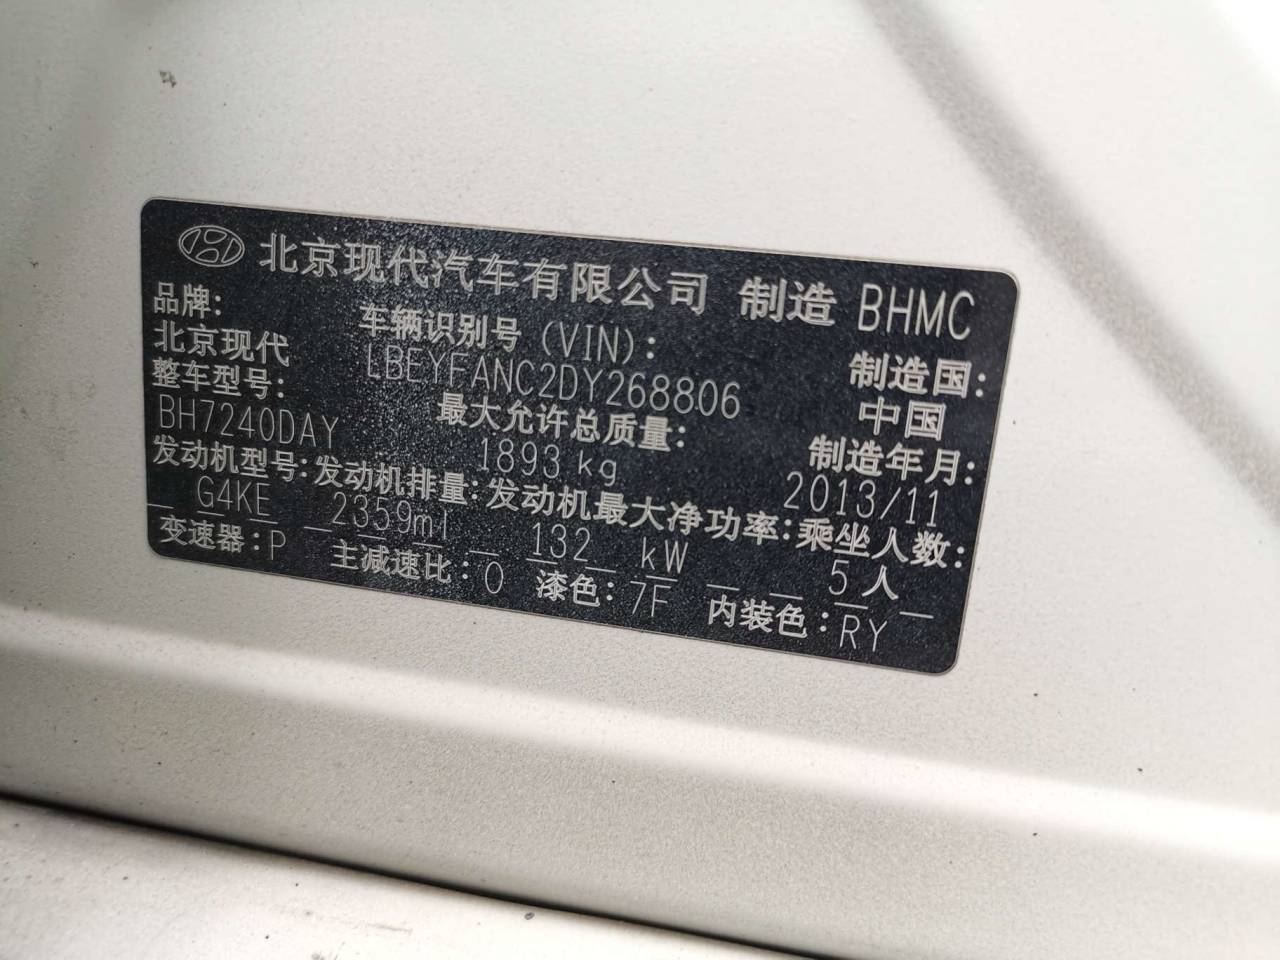 北京现代汽车有限公司 制造 BHMC
品牌: 车辆识别号 (VIN): 制造国:
北京现代 LBEYFANC2DY268806 中国
整车型号: 最大允许总质量: 制造年月:
BH7240DAY 1893 kg 2013/11
发动机型号: 发动机排量: 发动机最大净功率: 乘坐人数:
G4KE 2359ml 132 kW 5 人
变速器: P 主减速比: 0 漆色: 7F 内装色: RY